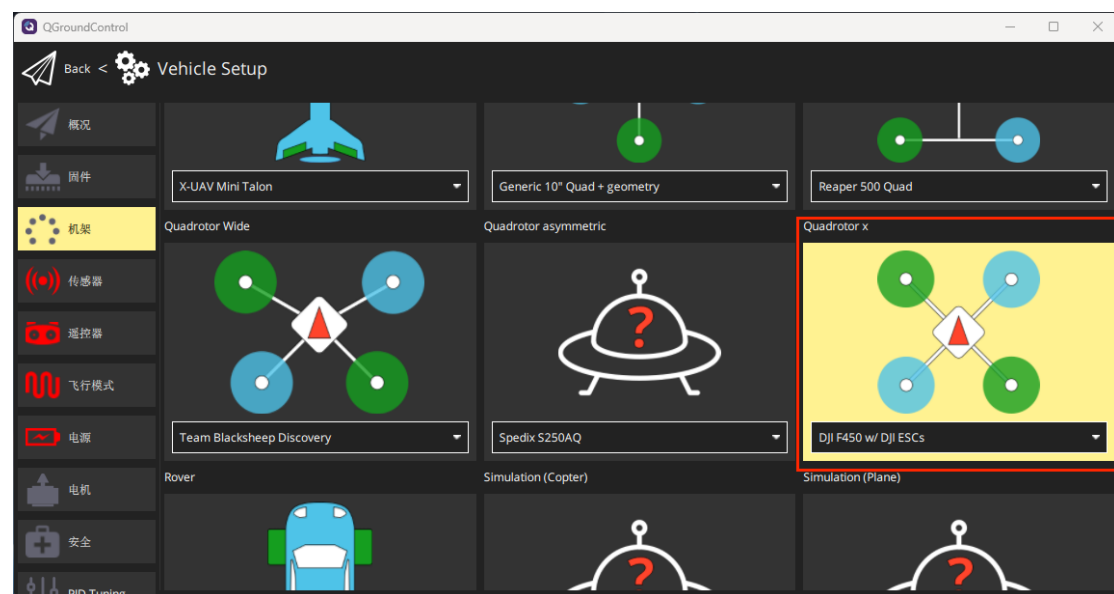 QGroundControl
Back < Vehicle Setup
概况
固件
机架
传感器
遥控器
飞行模式
电源
电机
安全
PID Tuning
X-UAV Mini Talon
Generic 10" Quad + geometry
Reaper 500 Quad
Quadrotor Wide
Quadrotor asymmetric
Quadrotor x
Team Blacksheep Discovery
Spedix S250AQ
DJI F450 w/ DJI ESCs
Rover
Simulation (Copter)
Simulation (Plane)